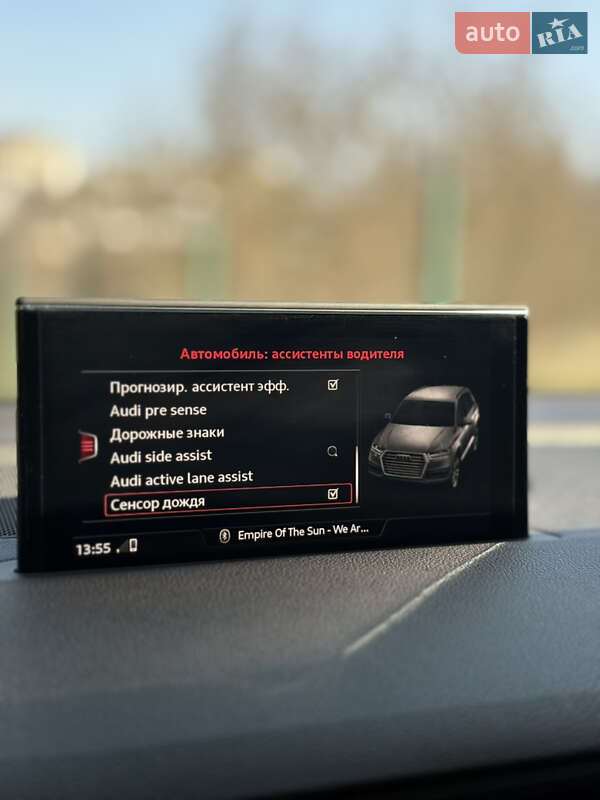 auto RIA .com
Автомобиль: ассистенты водителя
Прогнозир. ассистент эфф.
Audi pre sense
Дорожные знаки
Audi side assist
Audi active lane assist
Сенсор дождя
Empire Of The Sun - We Ar...
13:55